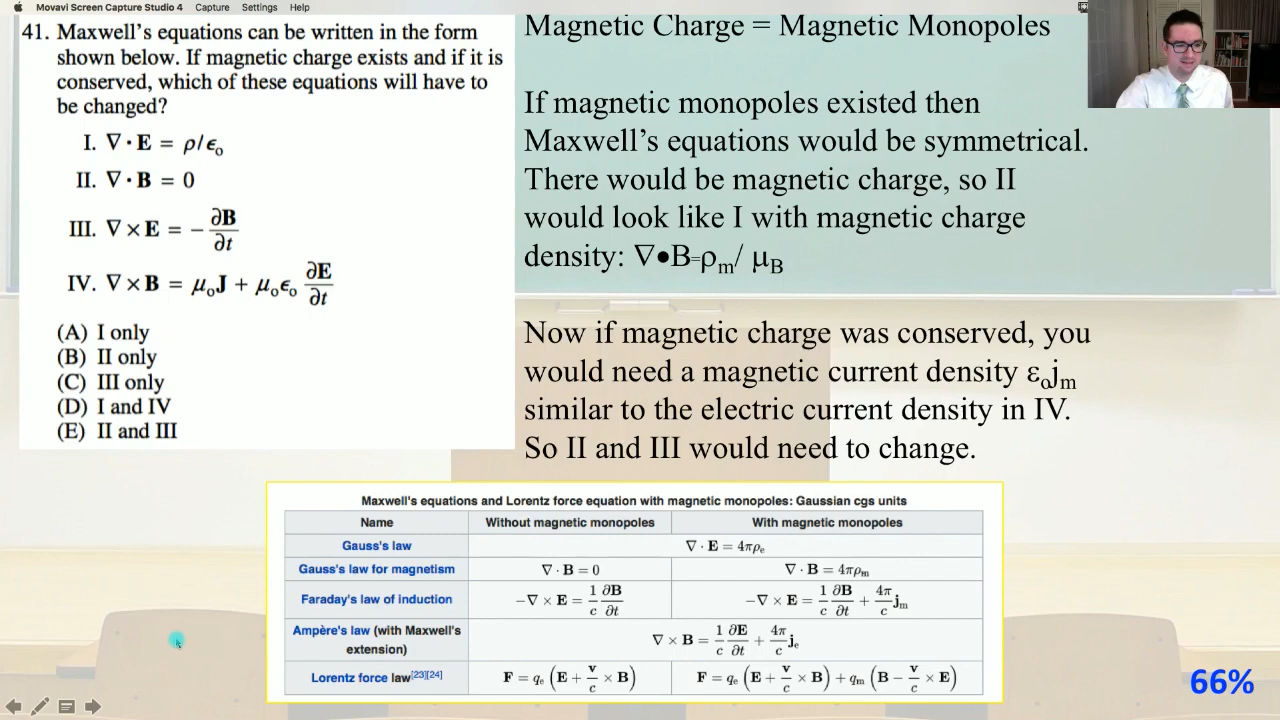 Movavi Screen Capture Studio 4 Capture Settings Help
41. Maxwell's equations can be written in the form
shown below. If magnetic charge exists and if it is
conserved, which of these equations will have to
be changed?
I. ∇ · E = ρ/ϵ₀
II. ∇ · B = 0
III. ∇ × E = − ∂B/∂t
IV. ∇ × B = μ₀J + μ₀ϵ₀ ∂E/∂t
(A) I only
(B) II only
(C) III only
(D) I and IV
(E) II and III
Magnetic Charge = Magnetic Monopoles
If magnetic monopoles existed then
Maxwell's equations would be symmetrical.
There would be magnetic charge, so II
would look like I with magnetic charge
density: ∇•B=ρm/ μB
Now if magnetic charge was conserved, you
would need a magnetic current density εojm
similar to the electric current density in IV.
So II and III would need to change.
Maxwell's equations and Lorentz force equation with magnetic monopoles: Gaussian cgs units
Name Without magnetic monopoles With magnetic monopoles
Gauss's law ∇ · E = 4πρe
Gauss's law for magnetism ∇ · B = 0 ∇ · B = 4πρm
Faraday's law of induction −∇ × E = 1/c ∂B/∂t −∇ × E = 1/c ∂B/∂t + 4π/c jm
Ampère's law (with Maxwell's
extension) ∇ × B = 1/c ∂E/∂t + 4π/c je
Lorentz force law[23][24] F = qe (E + v/c × B) F = qe (E + v/c × B) + qm (B − v/c × E)
66%